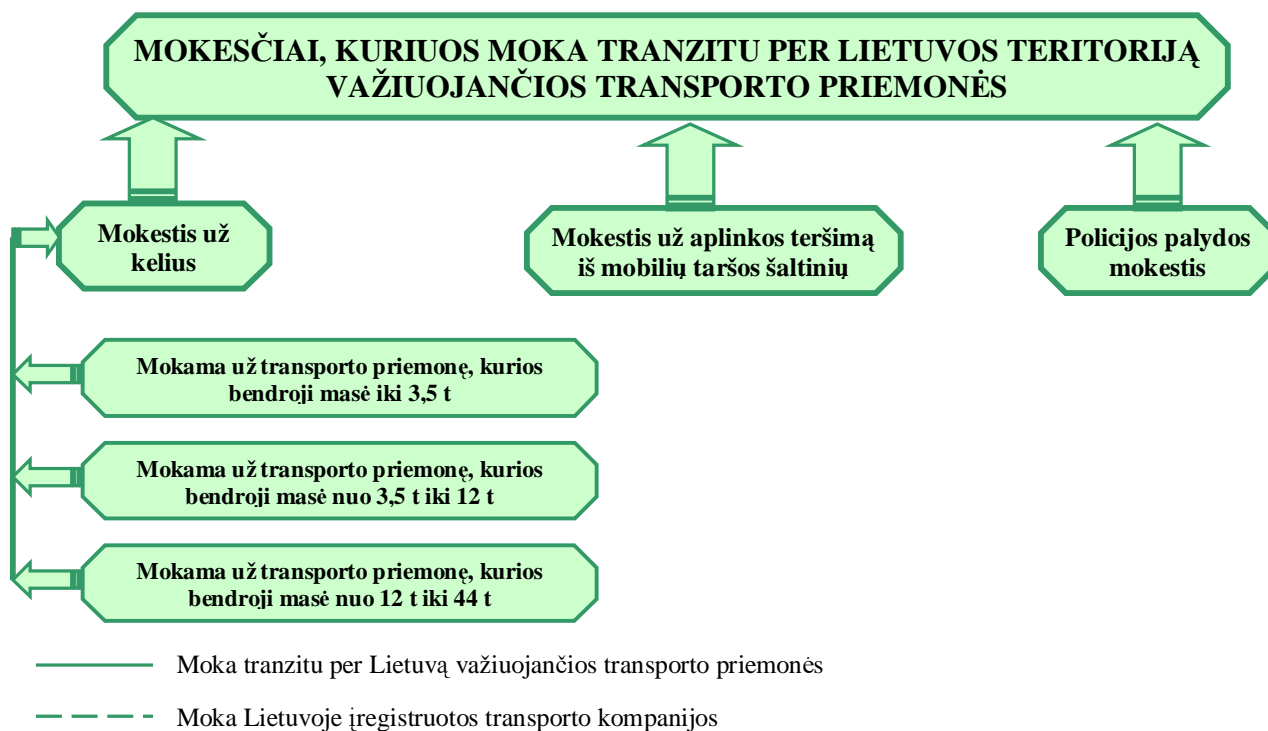 MOKESČIAI, KURIUOS MOKA TRANZITU PER LIETUVOS TERITORIJĄ
VAŽIUOJANČIOS TRANSPORTO PRIEMONĖS
Mokestis už
kelius
Mokestis už aplinkos teršimą
iš mobilių taršos šaltinių
Policijos palydos
mokestis
Mokama už transporto priemonę, kurios
bendroji masė iki 3,5 t
Mokama už transporto priemonę, kurios
bendroji masė nuo 3,5 t iki 12 t
Mokama už transporto priemonę, kurios
bendroji masė nuo 12 t iki 44 t
Moka tranzitu per Lietuvą važiuojančios transporto priemonės
Moka Lietuvoje įregistruotos transporto kompanijos